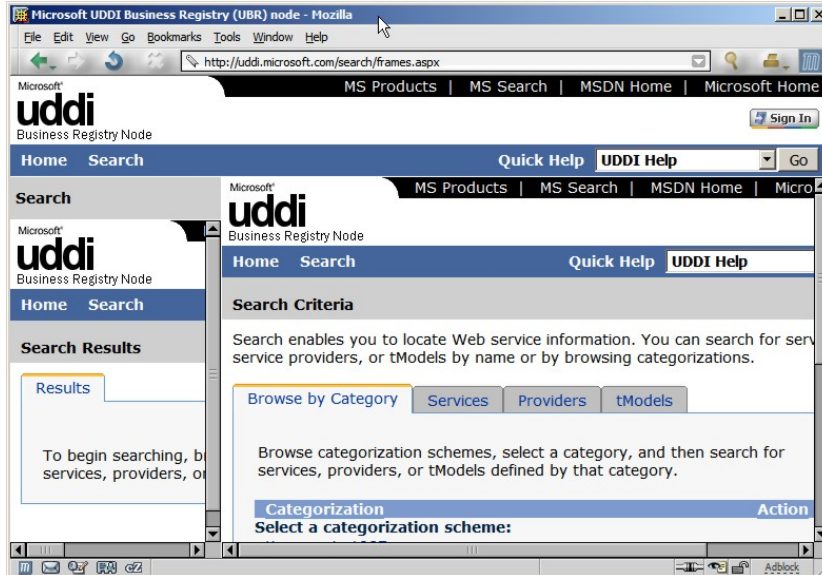 Microsoft UDDI Business Registry (UBR) node - Mozilla
File Edit View Go Bookmarks Tools Window Help
http://uddi.microsoft.com/search/frames.aspx
MS Products | MS Search | MSDN Home | Microsoft Home
Microsoft
uddi
Business Registry Node
Sign In
Home Search Quick Help UDDI Help Go
Search
Microsoft
uddi
Business Registry Node
Home Search
Search Results
Results
To begin searching, br
services, providers, or
MS Products | MS Search | MSDN Home | Micro
Microsoft
uddi
Business Registry Node
Home Search Quick Help UDDI Help
Search Criteria
Search enables you to locate Web service information. You can search for serv
service providers, or tModels by name or by browsing categorizations.
Browse by Category Services Providers tModels
Browse categorization schemes, select a category, and then search for
services, providers, or tModels defined by that category.
Categorization Action
Select a categorization scheme:
Adblock